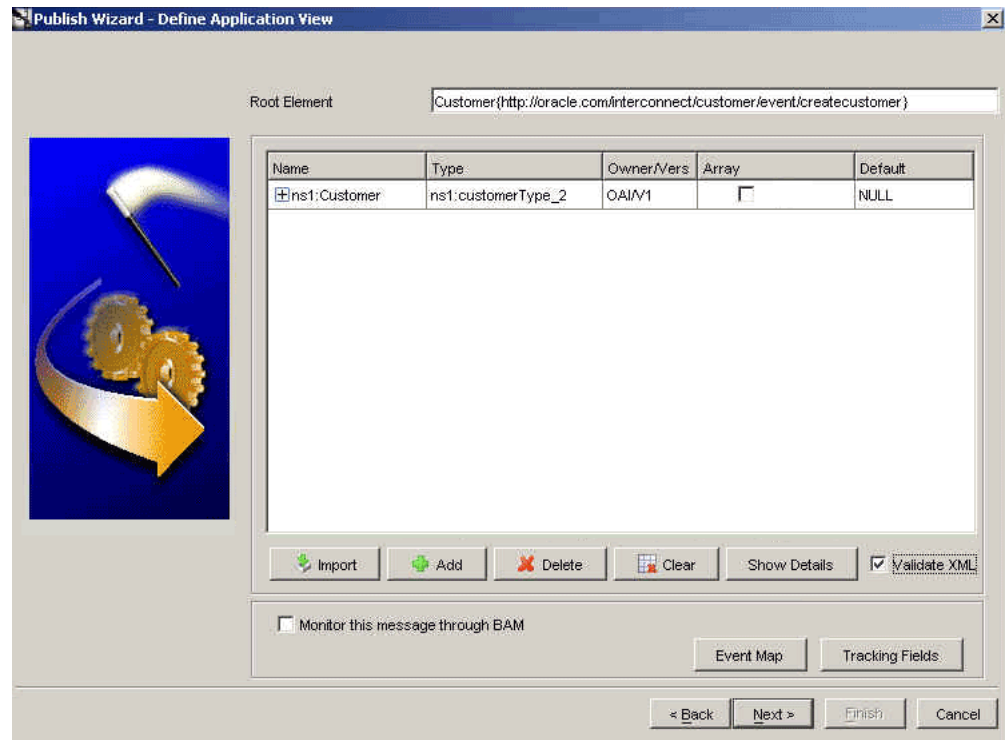 Publish Wizard - Define Application View
Root Element Customer{http://oracle.com/interconnect/customer/event/createcustomer}
Name Type Owner/Vers Array Default
ns1:Customer ns1:customerType_2 OAI/V1 NULL
Import Add Delete Clear Show Details Validate XML
Monitor this message through BAM
Event Map Tracking Fields
< Back Next > Finish Cancel